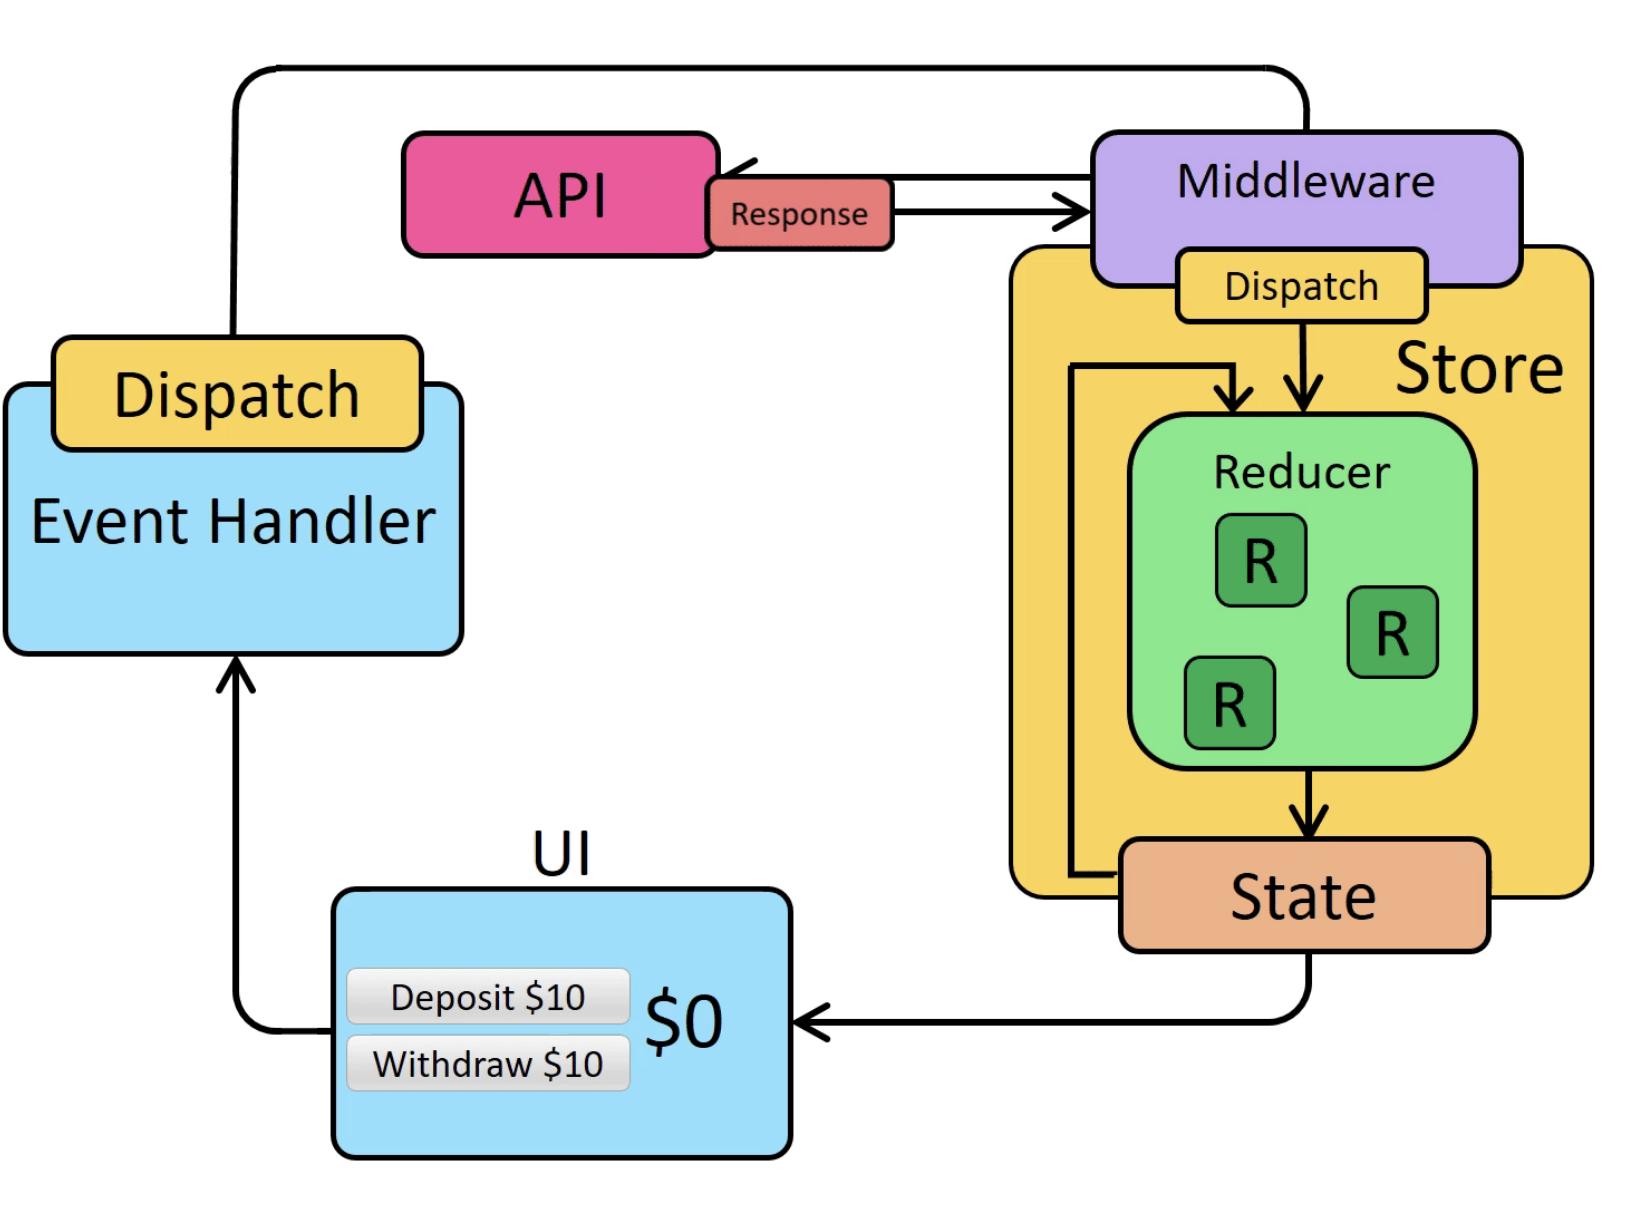 API
Response
Middleware
Dispatch
Store
Dispatch
Event Handler
Reducer
R
R
R
State
UI
Deposit $10
Withdraw $10
$0